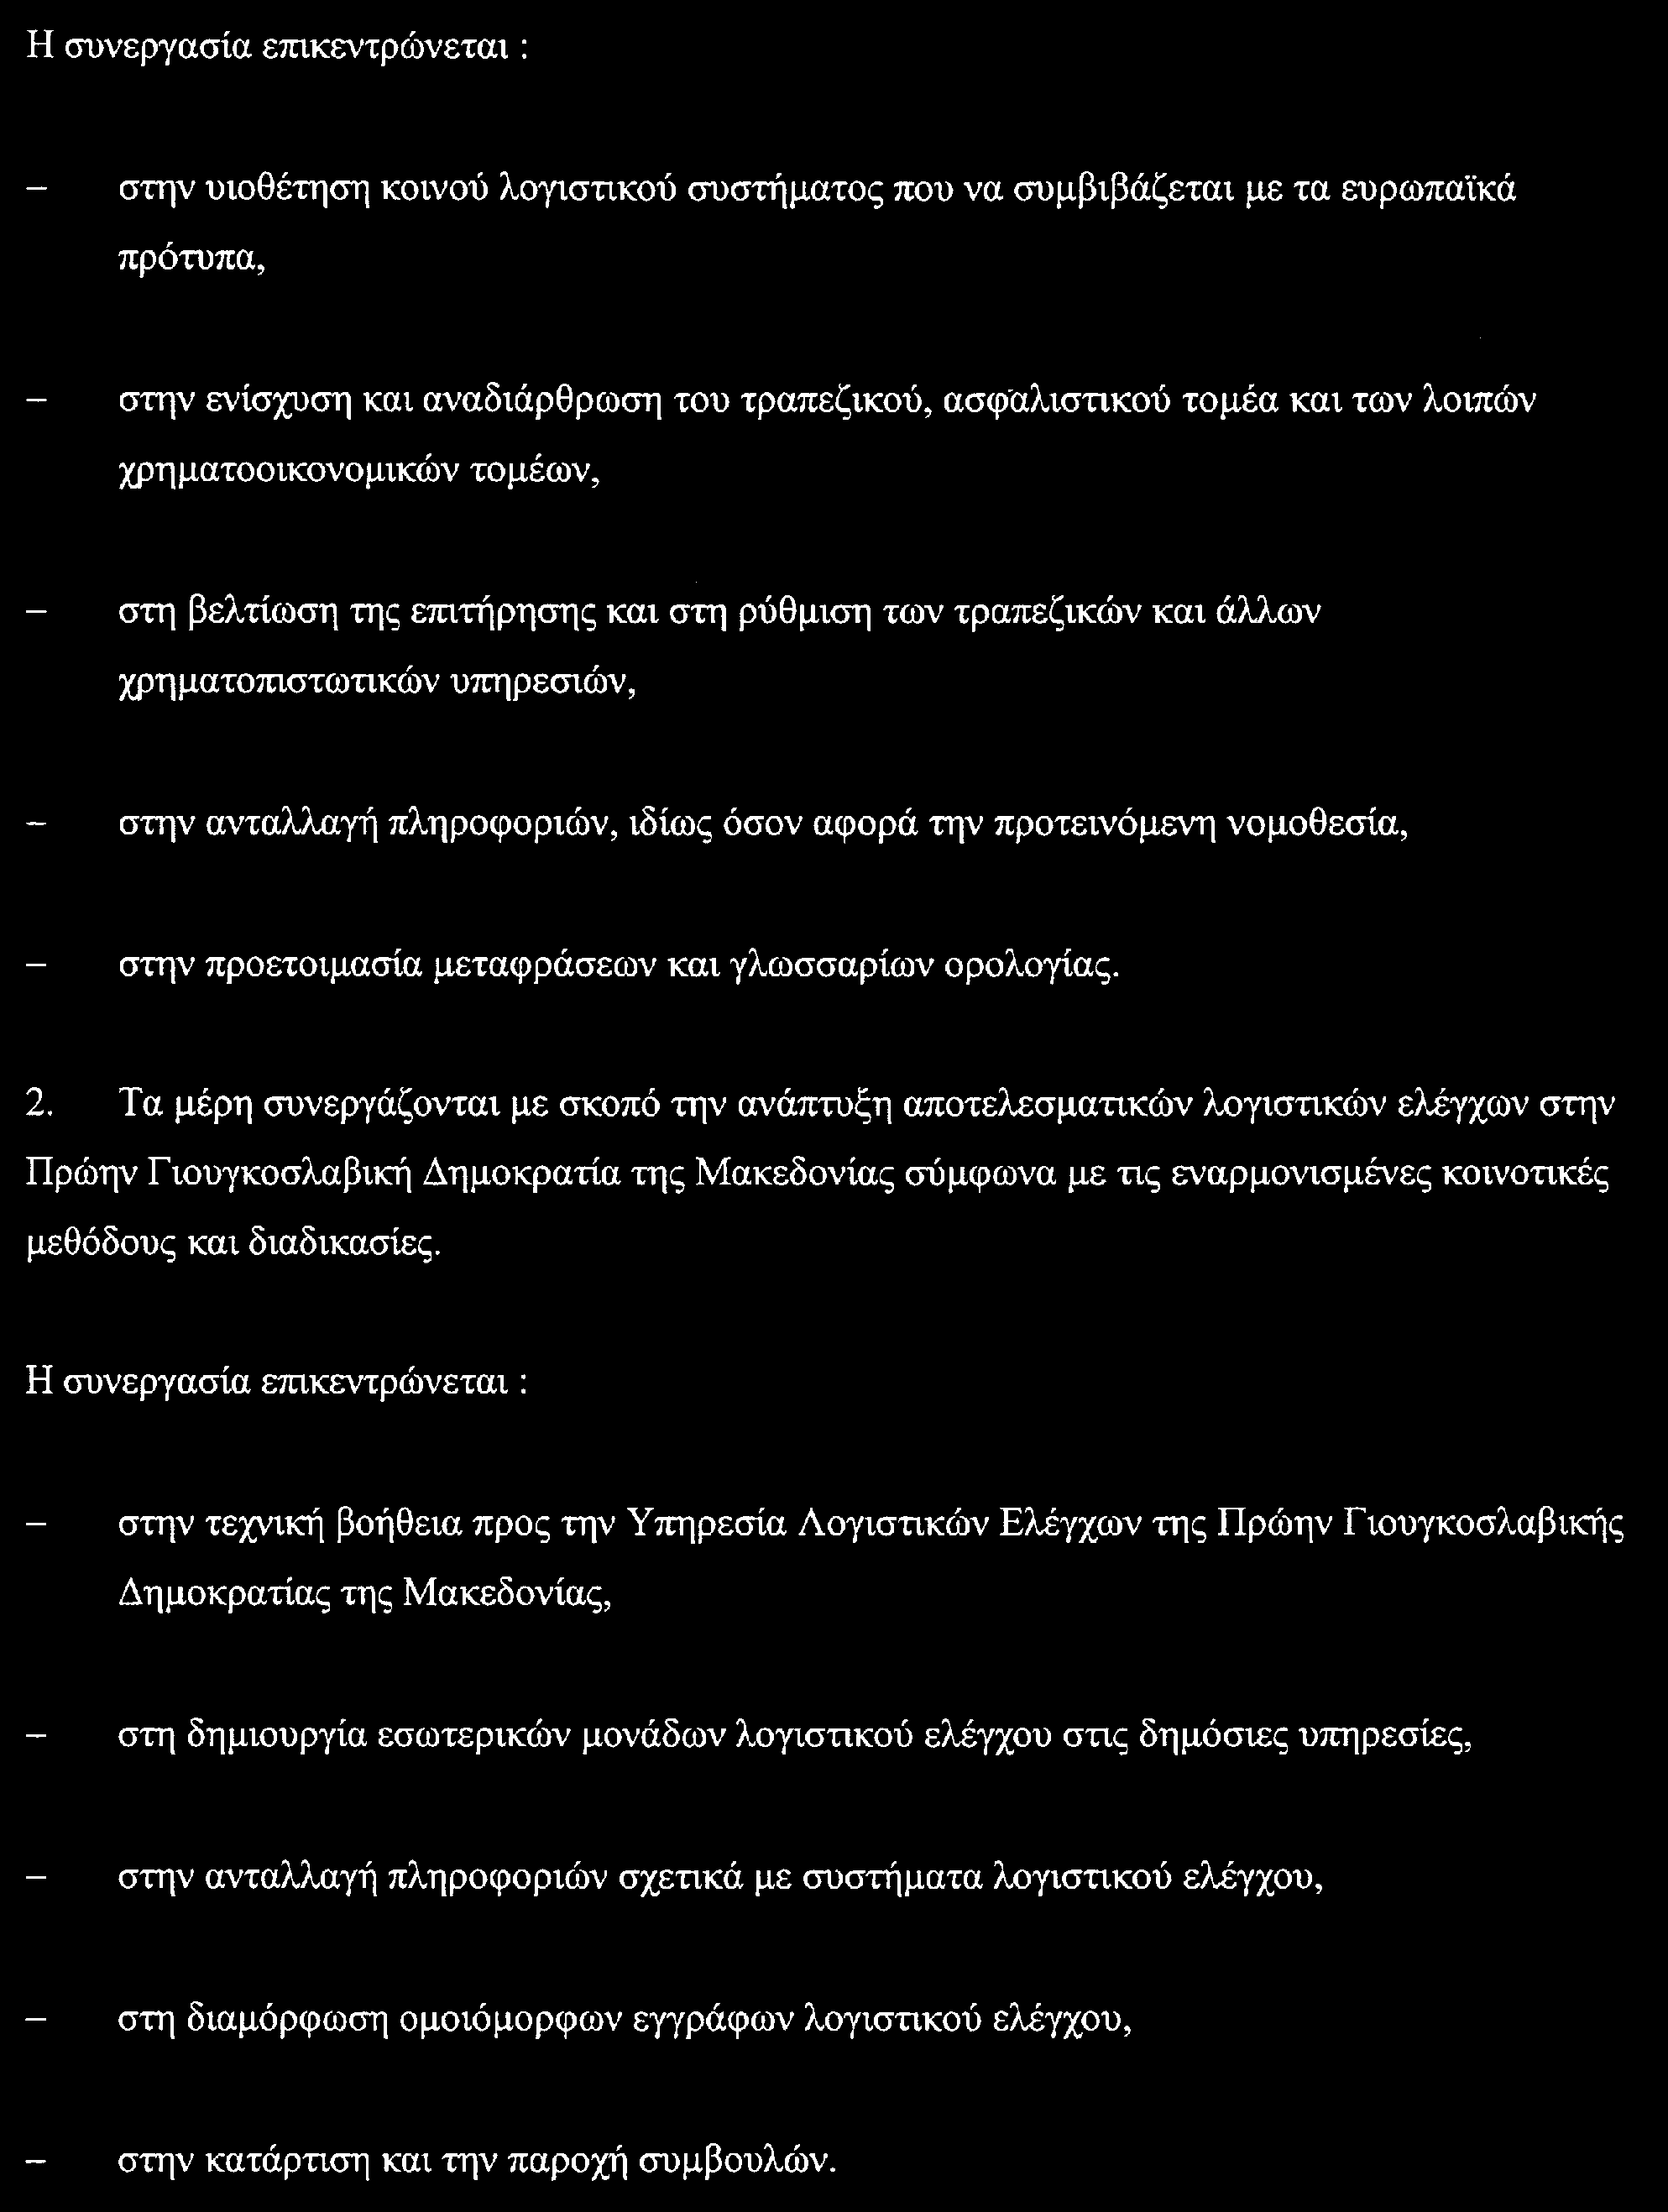 Η συνεργασία επικεντρώνεται :
– στην υιοθέτηση κοινού λογιστικού συστήματος που να συμβιβάζεται με τα ευρωπαϊκά
πρότυπα,
– στην ενίσχυση και αναδιάρθρωση του τραπεζικού, ασφαλιστικού τομέα και των λοιπών
χρηματοοικονομικών τομέων,
– στη βελτίωση της επιτήρησης και στη ρύθμιση των τραπεζικών και άλλων
χρηματοπιστωτικών υπηρεσιών,
– στην ανταλλαγή πληροφοριών, ιδίως όσον αφορά την προτεινόμενη νομοθεσία,
– στην προετοιμασία μεταφράσεων και γλωσσαρίων ορολογίας.
2. Τα μέρη συνεργάζονται με σκοπό την ανάπτυξη αποτελεσματικών λογιστικών ελέγχων στην
Πρώην Γιουγκοσλαβική Δημοκρατία της Μακεδονίας σύμφωνα με τις εναρμονισμένες κοινοτικές
μεθόδους και διαδικασίες.
Η συνεργασία επικεντρώνεται :
– στην τεχνική βοήθεια προς την Υπηρεσία Λογιστικών Ελέγχων της Πρώην Γιουγκοσλαβικής
Δημοκρατίας της Μακεδονίας,
– στη δημιουργία εσωτερικών μονάδων λογιστικού ελέγχου στις δημόσιες υπηρεσίες,
– στην ανταλλαγή πληροφοριών σχετικά με συστήματα λογιστικού ελέγχου,
– στη διαμόρφωση ομοιόμορφων εγγράφων λογιστικού ελέγχου,
– στην κατάρτιση και την παροχή συμβουλών.